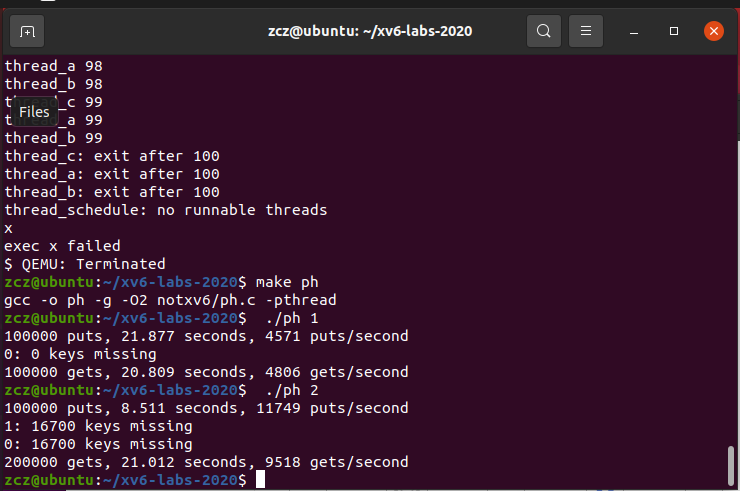 zcz@ubuntu: ~/xv6-labs-2020
thread_a 98
thread_b 98
_c 99
Files
_a 99
thread_b 99
thread_c: exit after 100
thread_a: exit after 100
thread_b: exit after 100
thread_schedule: no runnable threads
x
exec x failed
$ QEMU: Terminated
zcz@ubuntu:~/xv6-labs-2020$ make ph
gcc -o ph -g -O2 notxv6/ph.c -pthread
zcz@ubuntu:~/xv6-labs-2020$  ./ph 1
100000 puts, 21.877 seconds, 4571 puts/second
0: 0 keys missing
100000 gets, 20.809 seconds, 4806 gets/second
zcz@ubuntu:~/xv6-labs-2020$  ./ph 2
100000 puts, 8.511 seconds, 11749 puts/second
1: 16700 keys missing
0: 16700 keys missing
200000 gets, 21.012 seconds, 9518 gets/second
zcz@ubuntu:~/xv6-labs-2020$